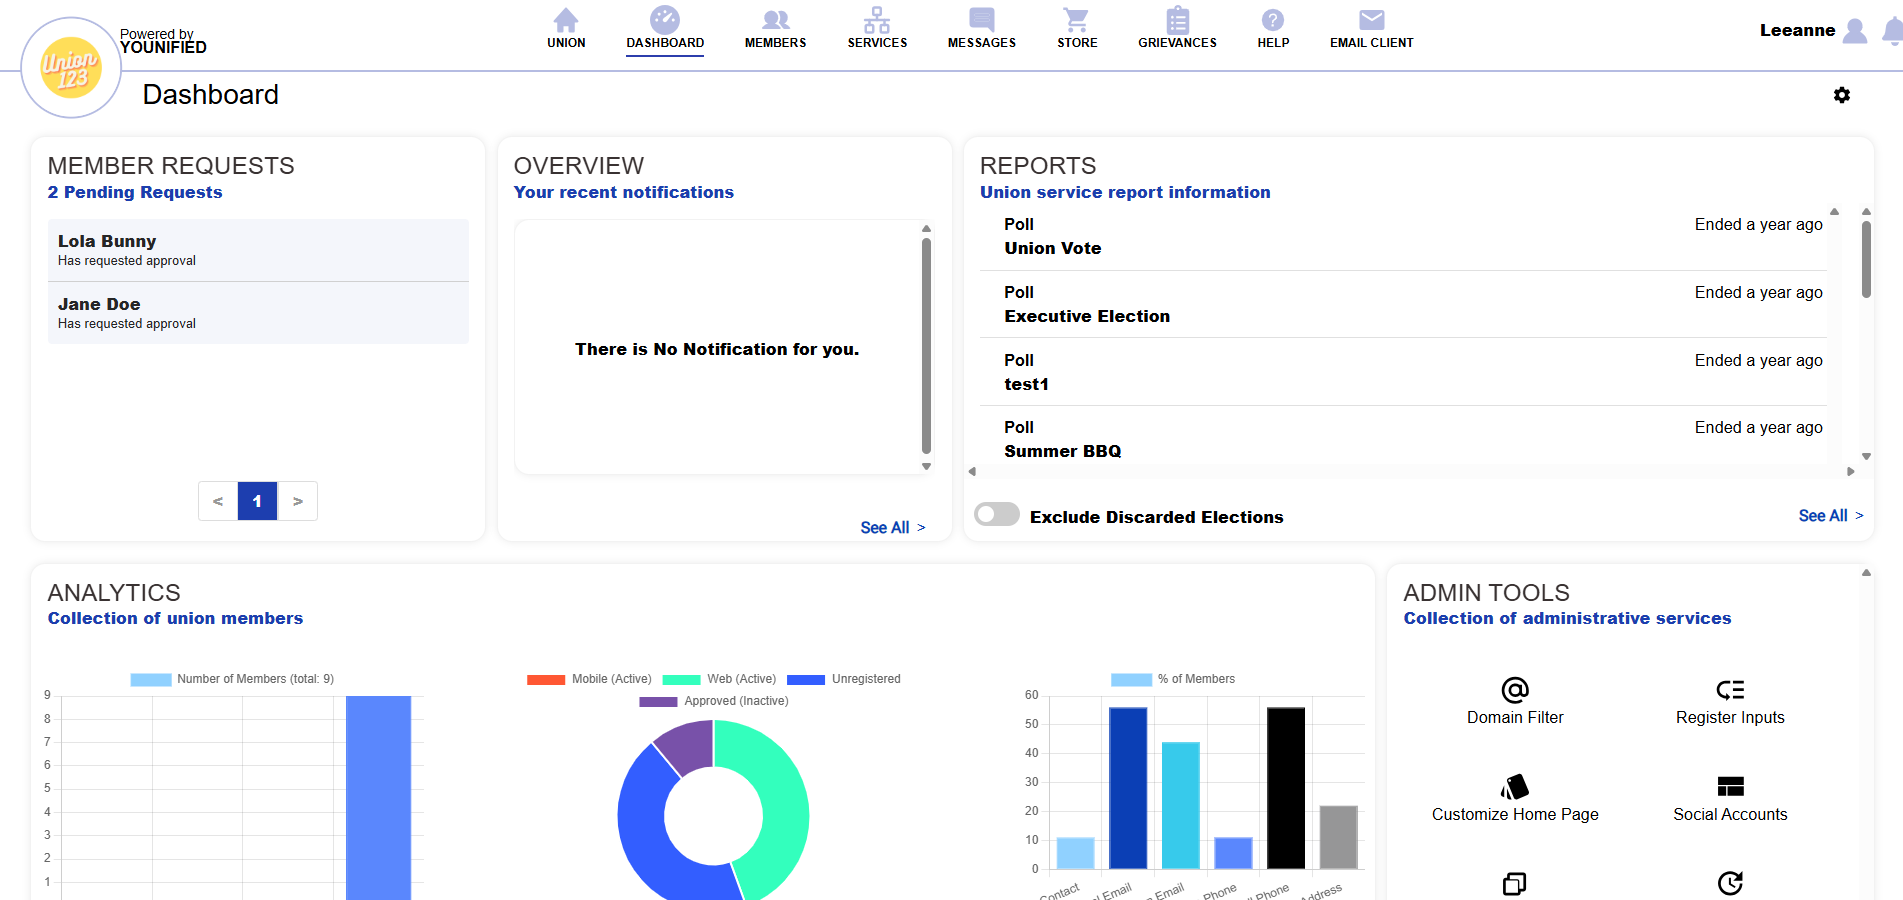 Powered by
YOUNIFIED
Union
123
UNION
DASHBOARD
MEMBERS
SERVICES
MESSAGES
STORE
GRIEVANCES
HELP
EMAIL CLIENT
Leeanne
Dashboard
MEMBER REQUESTS
2 Pending Requests
Lola Bunny
Has requested approval
Jane Doe
Has requested approval
<
1
>
OVERVIEW
Your recent notifications
There is No Notification for you.
See All >
REPORTS
Union service report information
Poll
Ended a year ago
Union Vote
Poll
Ended a year ago
Executive Election
Poll
Ended a year ago
test1
Poll
Ended a year ago
Summer BBQ
Exclude Discarded Elections
See All >
ANALYTICS
Collection of union members
Number of Members (total: 9)
9
8
7
6
5
4
3
2
1
Mobile (Active)
Web (Active)
Unregistered
Approved (Inactive)
% of Members
60
50
40
30
20
10
0
Contact
Email
Email
Phone
Phone
Address
ADMIN TOOLS
Collection of administrative services
Domain Filter
Register Inputs
Customize Home Page
Social Accounts